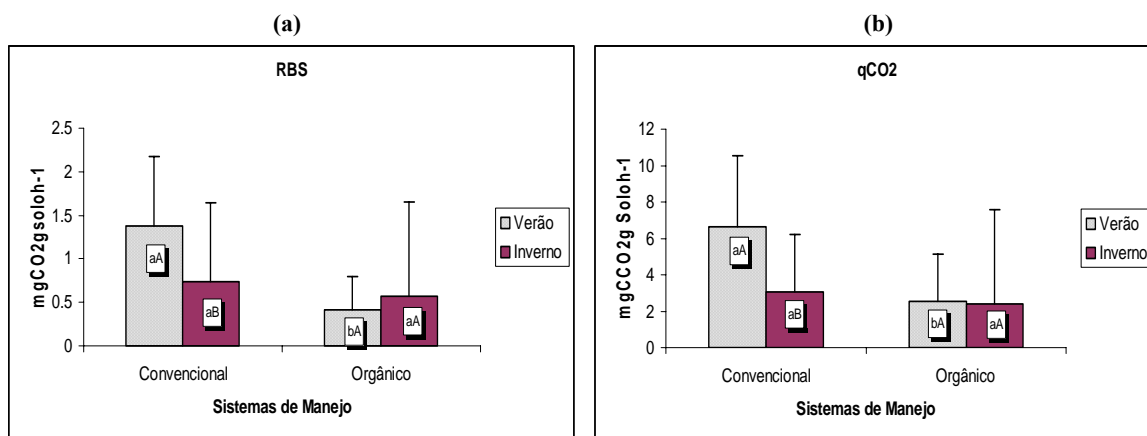 (a)
RBS
mgCO2gsoloh-1
2.5
2
1.5
1
0.5
0
aA
aB
bA
aA
Convencional Orgânico
Sistemas de Manejo
Verão
Inverno
(b)
qCO2
mgCCO2g Soloh-1
12
10
8
6
4
2
0
aA
aB
bA
aA
Convencional Orgânico
Sistemas de Manejo
Verão
Inverno